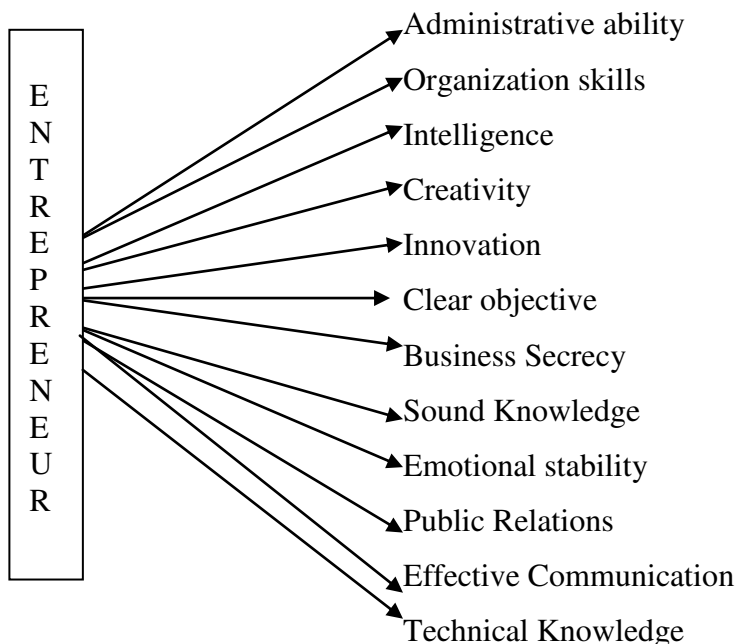 ENTREPRENEUR
Administrative ability
Organization skills
Intelligence
Creativity
Innovation
Clear objective
Business Secrecy
Sound Knowledge
Emotional stability
Public Relations
Effective Communication
Technical Knowledge